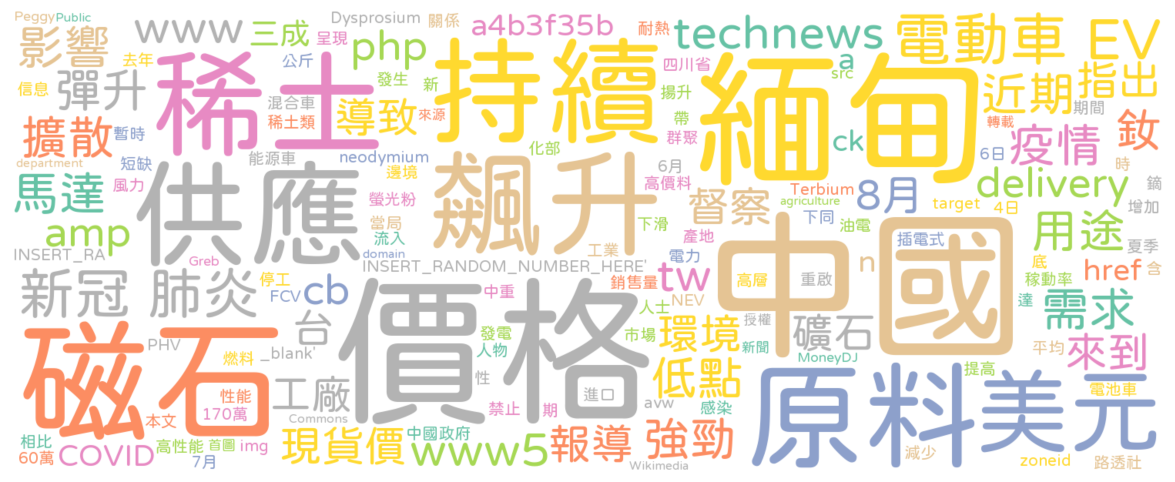 Peggy Public
Dysprosium 關係 a4b3f35b 耐熱
影響 www 三成 呈現 php technews 電動車 EV
去年 公斤 四川省 a src
信息 彈升 稀土 持續 緬甸 近期 指出
發生 新 來源 揚升 帶 群聚 期間 轉載
擴散 暫時 混合車 稀土類 導致 化部 ck 6日 疫情 釹
department 短缺 能源車 neodymium 邊境 6月 時
馬達 風力 供應 螢光粉 飆升 高價料 督察 Terbium 8月 delivery 鏑
agriculture target 4日 增加
amp 當局 流入 下滑 下同 油電 用途
INSERT_RA Greb domain 工業 產地 中國 插電式 夏季
INSERT_RANDOM_NUMBER_HERE' 電力 n 底 含
新冠 肺炎 停工 FCV cb 中重 銷售量 tw 高層 重啟 稼動率 href
磁石 台 價格 人士 NEV 達 需求
PHV 燃料 _blank' 發電 人物 市場 環境 授權 新聞 礦石 來到
MoneyDJ 平均
性能 工廠 性 進口 低點 提高 原料 美元 電池車
本文 170萬 Commons 禁止 期 avw 感染
相比 60萬 COVID 高性能 首圖 img 現貨價 中國政府 www5 報導 強勁 減少
7月 Wikimedia zoneid 路透社